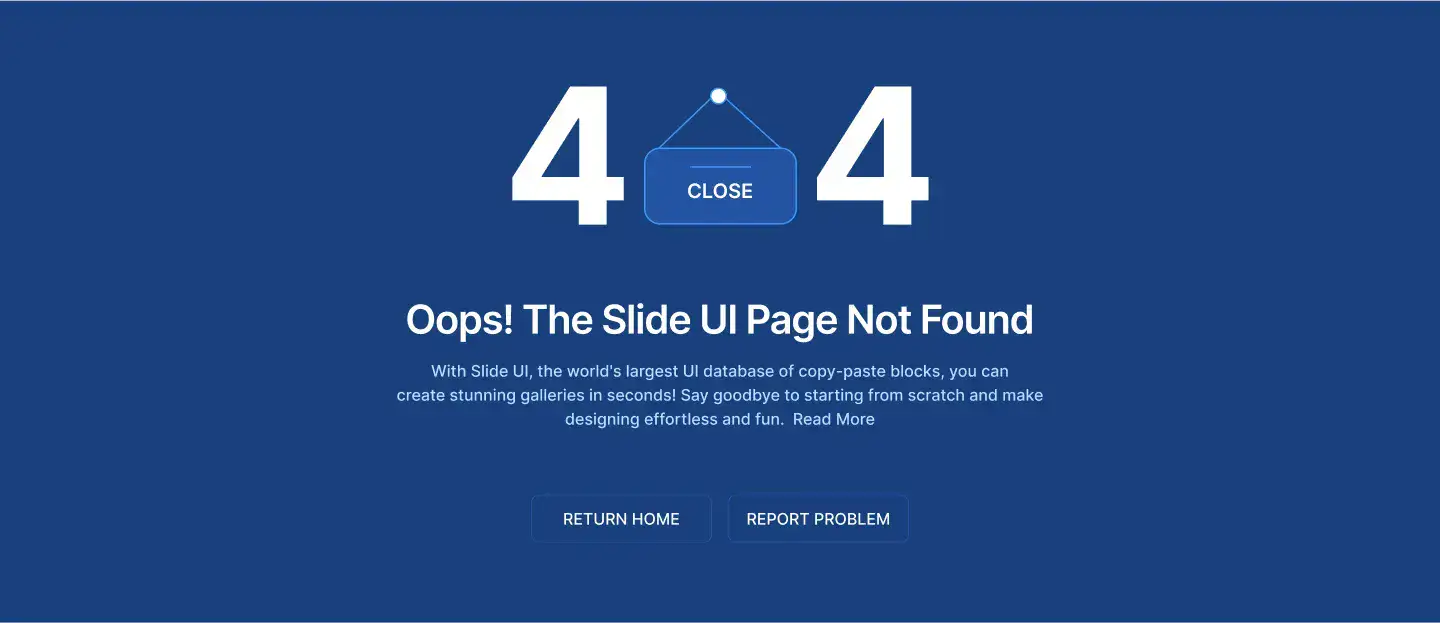 4 CLOSE 4
Oops! The Slide UI Page Not Found
With Slide UI, the world's largest UI database of copy-paste blocks, you can
create stunning galleries in seconds! Say goodbye to starting from scratch and make
designing effortless and fun. Read More
RETURN HOME REPORT PROBLEM